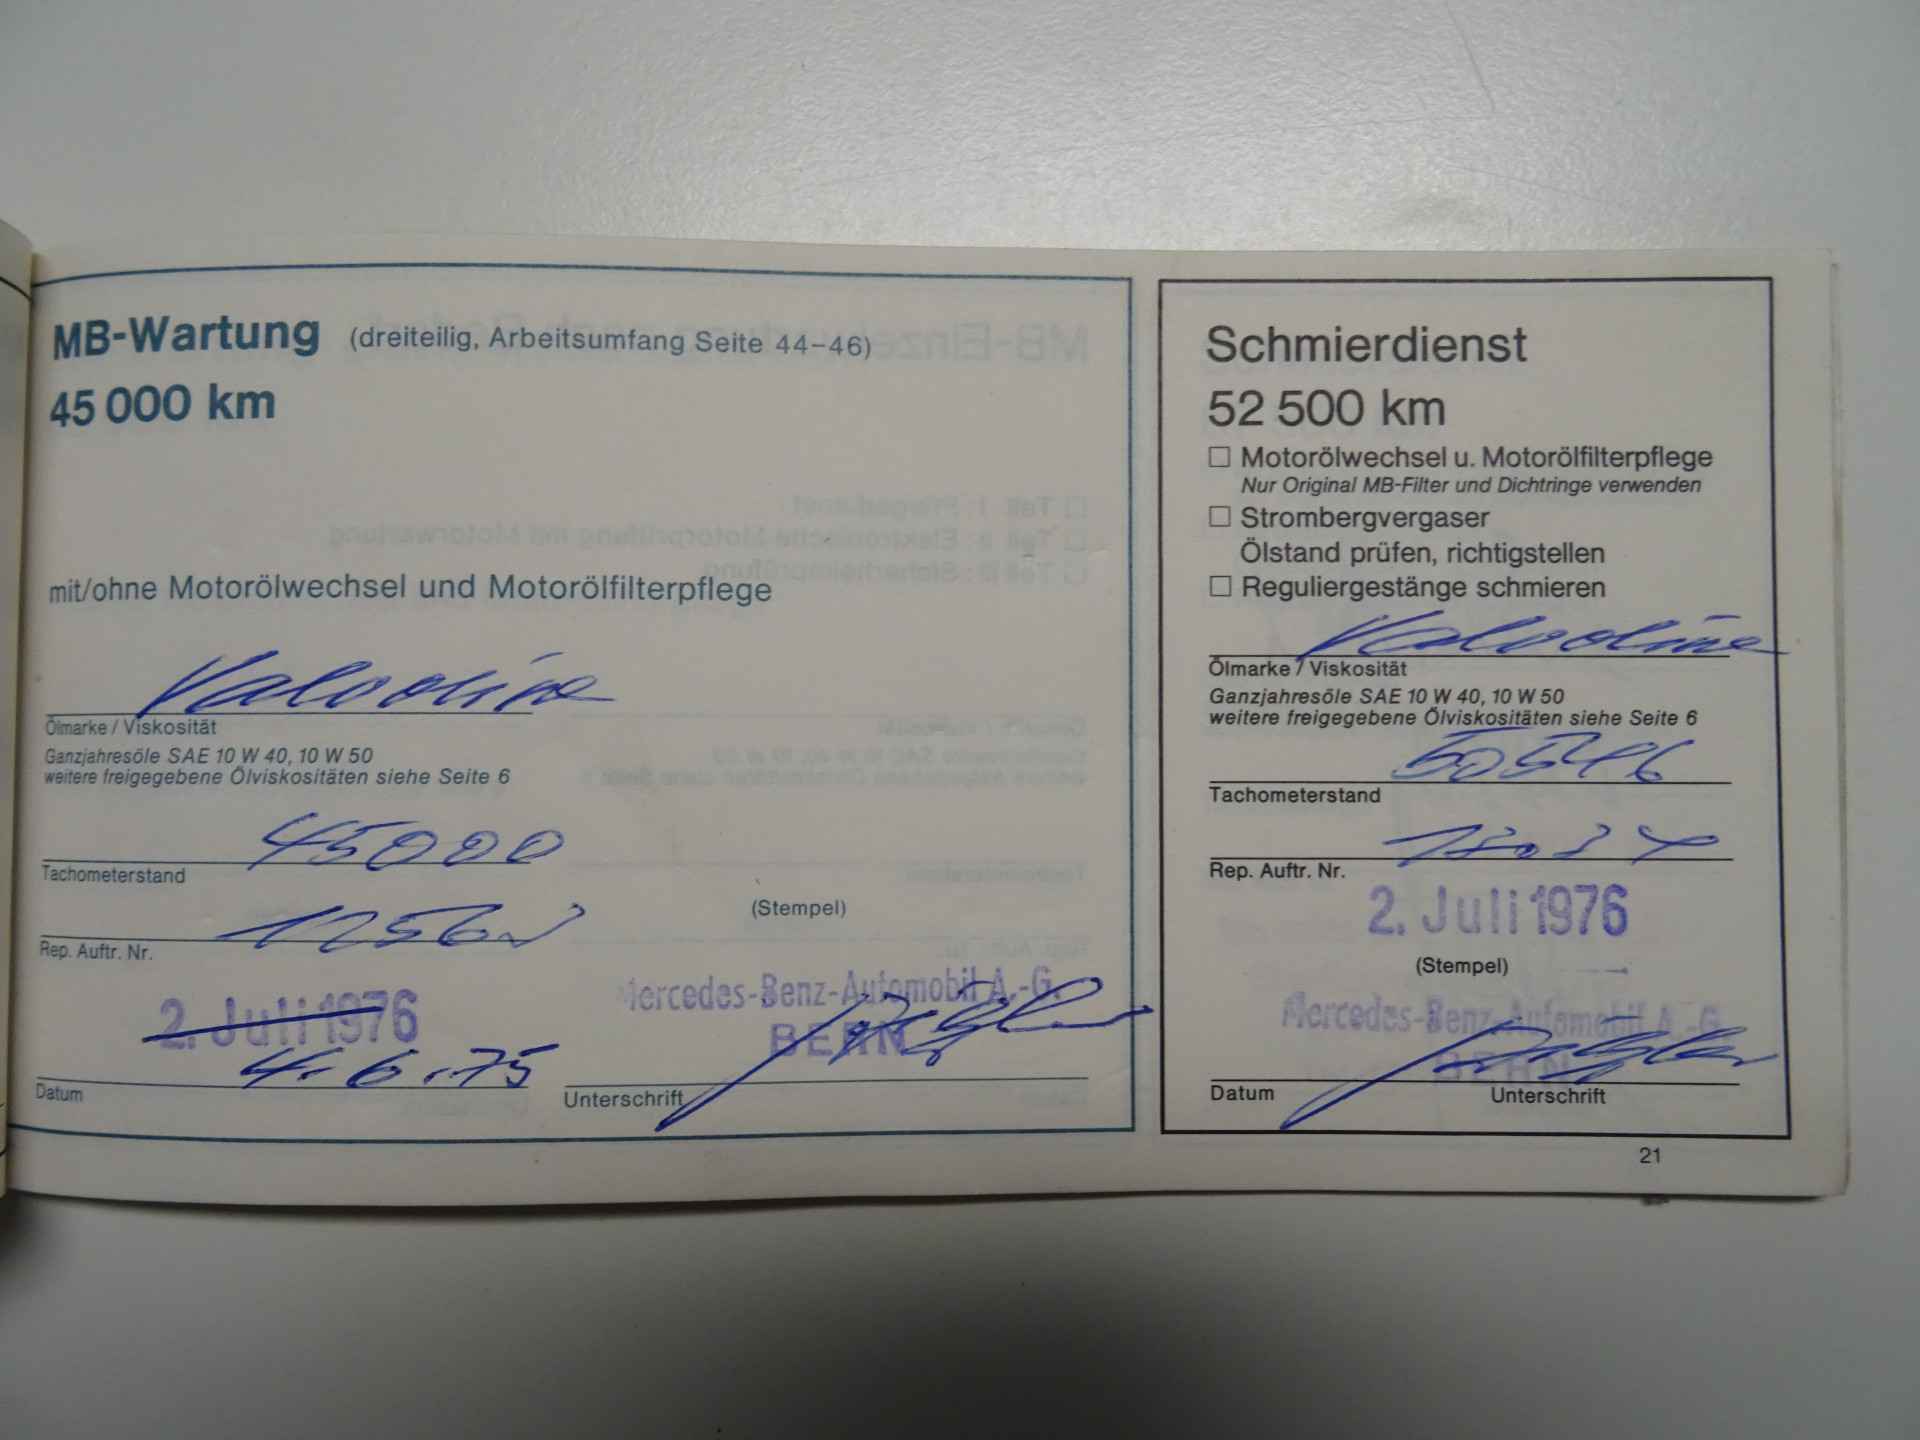 MB-Wartung (dreiteilig, Arbeitsumfang Seite 44-46)
45 000 km
mit/ohne Motorölwechsel und Motorölfilterpflege
Valvoline
Ölmarke / Viskosität
Ganzjahresöle SAE 10 W 40, 10 W 50
weitere freigegebene Ölviskositäten siehe Seite 6
45000
Tachometerstand
(Stempel)
Rep. Auftr. Nr.
Mercedes-Benz-Automobil A.-G.
BERN
2. Juli 1976
4.6.75
Datum
Unterschrift
Schmierdienst
52 500 km
☐ Motorölwechsel u. Motorölfilterpflege
Nur Original MB-Filter und Dichtringe verwenden
☐ Strombergvergaser
Ölstand prüfen, richtigstellen
☐ Reguliergestänge schmieren
Valvoline
Ölmarke / Viskosität
Ganzjahresöle SAE 10 W 40, 10 W 50
weitere freigegebene Ölviskositäten siehe Seite 6
50546
Tachometerstand
Rep. Auftr. Nr.
2. Juli 1976
(Stempel)
Mercedes-Benz-Automobil A.-G.
BERN
Datum
Unterschrift
21